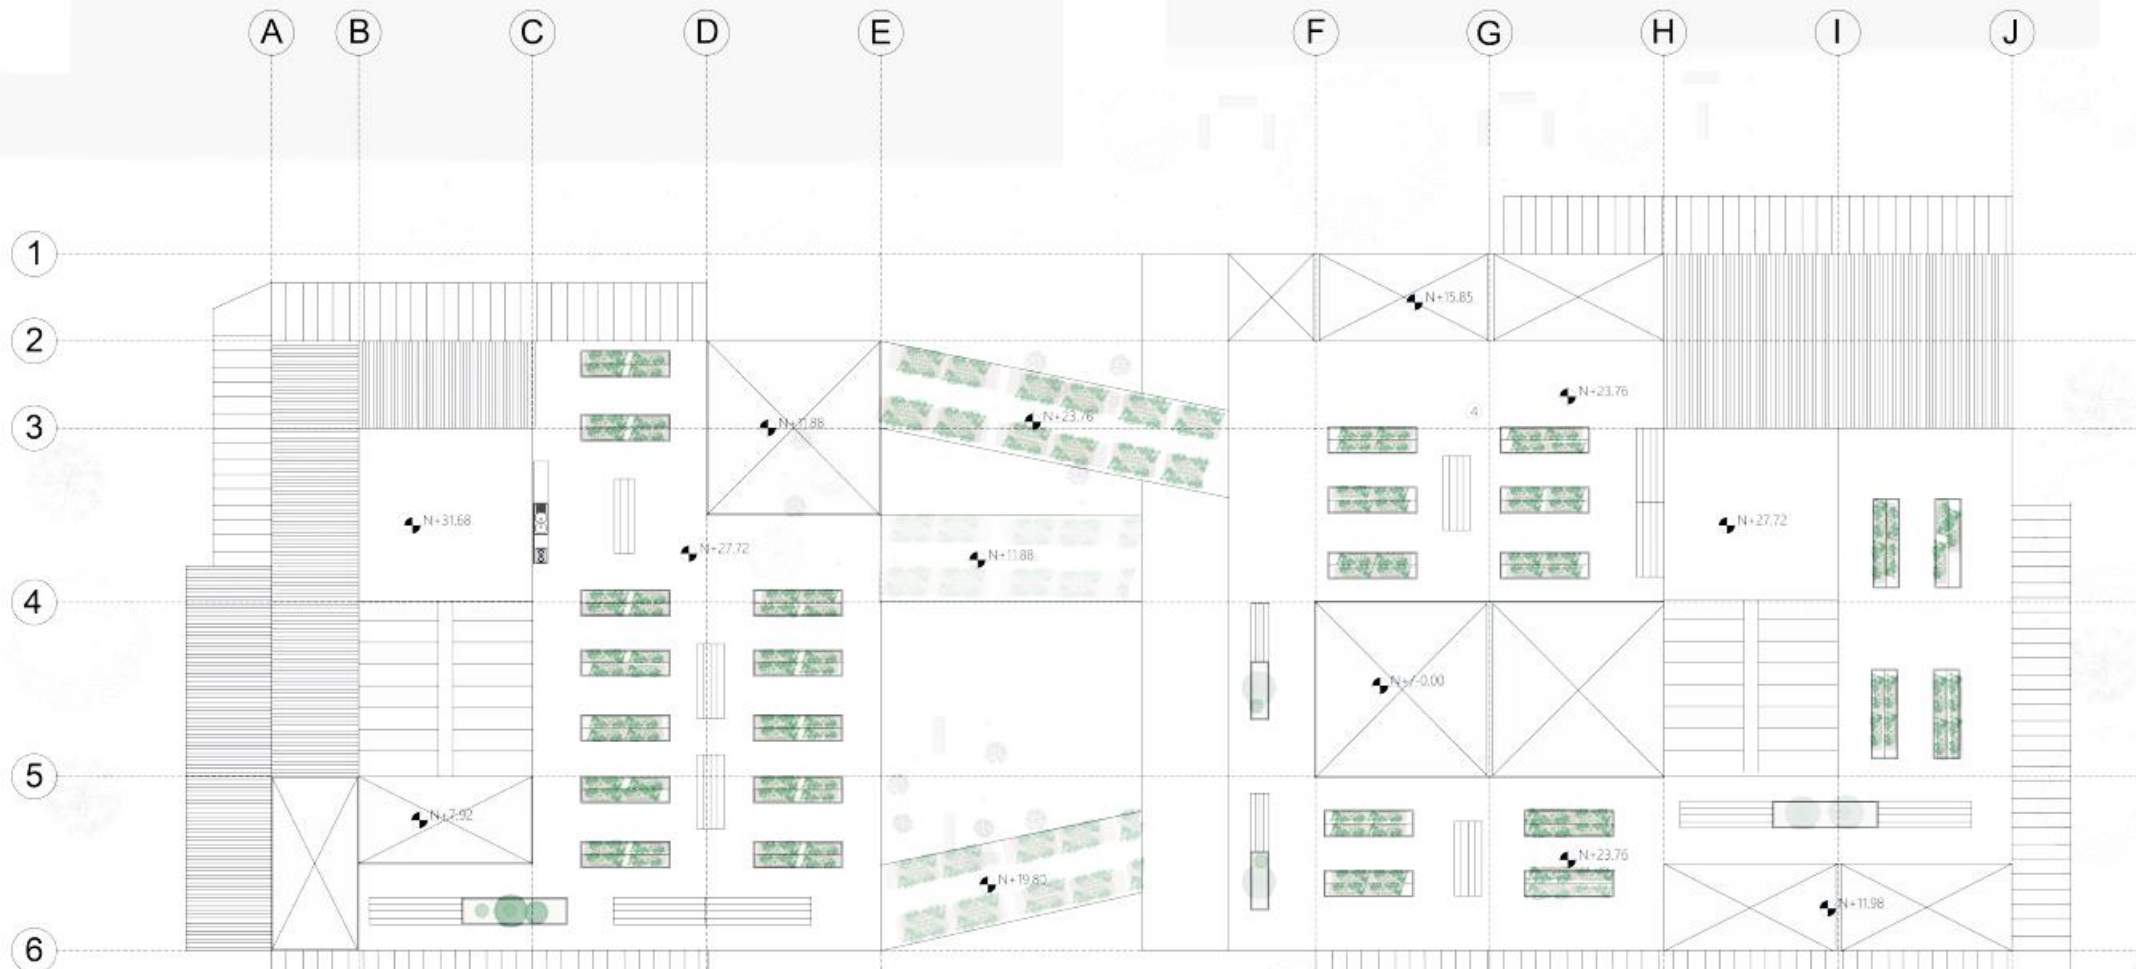 A B C D E F G H I J
1
N+15.85
2
N+23.76
3
4
N+11.88
N+23.76
N+31.68
N+27.72
N+11.88
N+27.72
4
N+/-0.00
5
N+7.92
N+23.76
N+19.80
N+11.98
6